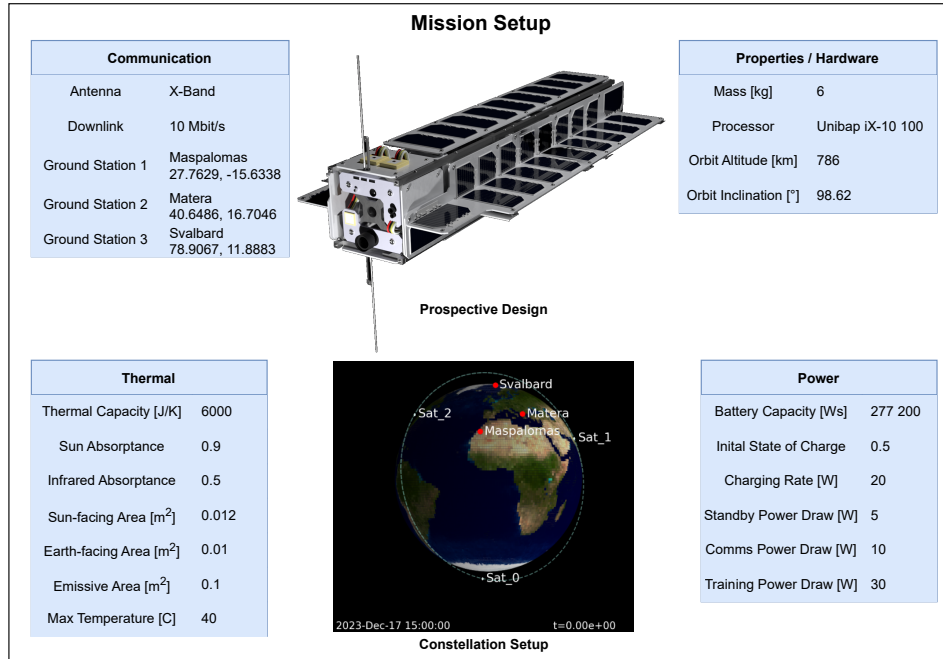 Mission Setup
Communication
Antenna X-Band
Downlink 10 Mbit/s
Ground Station 1 Maspalomas
27.7629, -15.6338
Ground Station 2 Matera
40.6486, 16.7046
Ground Station 3 Svalbard
78.9067, 11.8883
Prospective Design
Properties / Hardware
Mass [kg] 6
Processor Unibap iX-10 100
Orbit Altitude [km] 786
Orbit Inclination [°] 98.62
Thermal
Thermal Capacity [J/K] 6000
Sun Absorptance 0.9
Infrared Absorptance 0.5
Sun-facing Area [m²] 0.012
Earth-facing Area [m²] 0.01
Emissive Area [m²] 0.1
Max Temperature [C] 40
Svalbard
Sat_2
Matera
Maspalomas
Sat_1
Sat_0
2023-Dec-17 15:00:00 t=0.00e+00
Constellation Setup
Power
Battery Capacity [Ws] 277 200
Inital State of Charge 0.5
Charging Rate [W] 20
Standby Power Draw [W] 5
Comms Power Draw [W] 10
Training Power Draw [W] 30